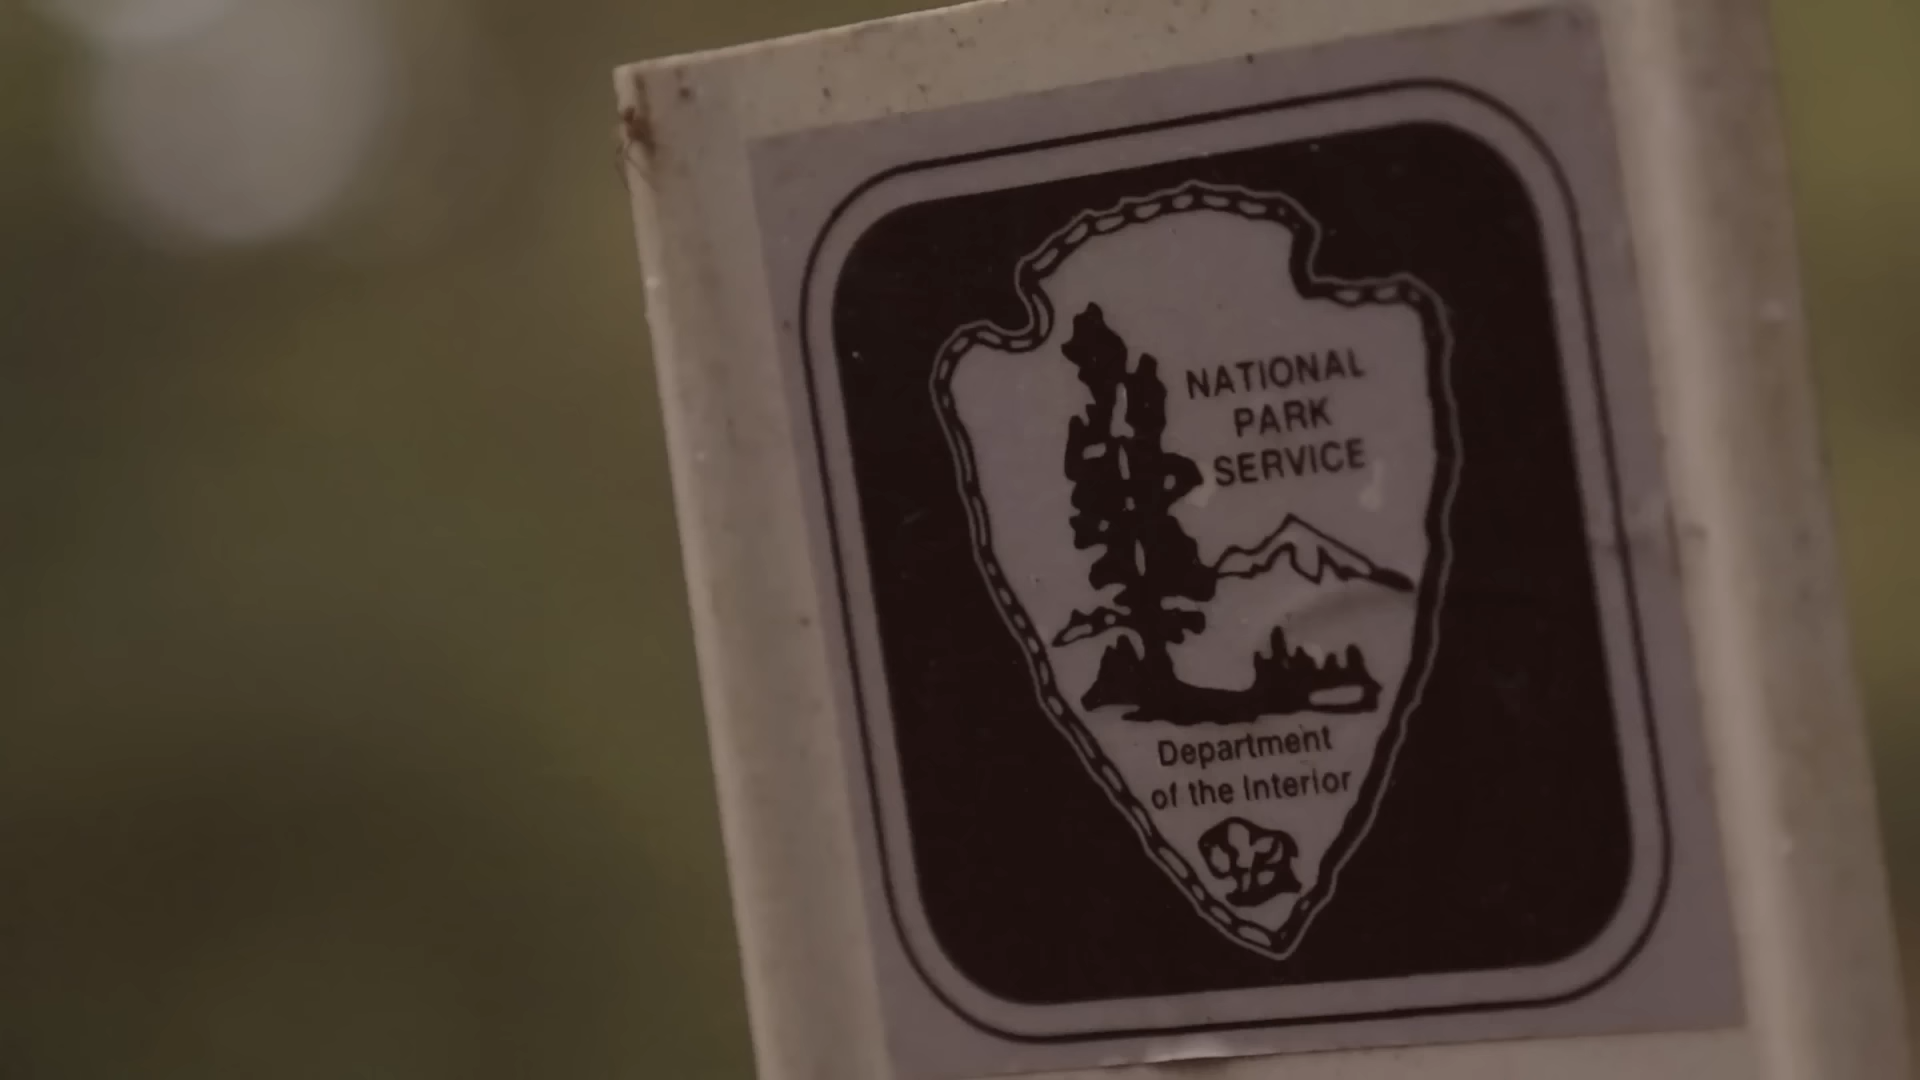 NATIONAL
PARK
SERVICE
Department
of the Interior